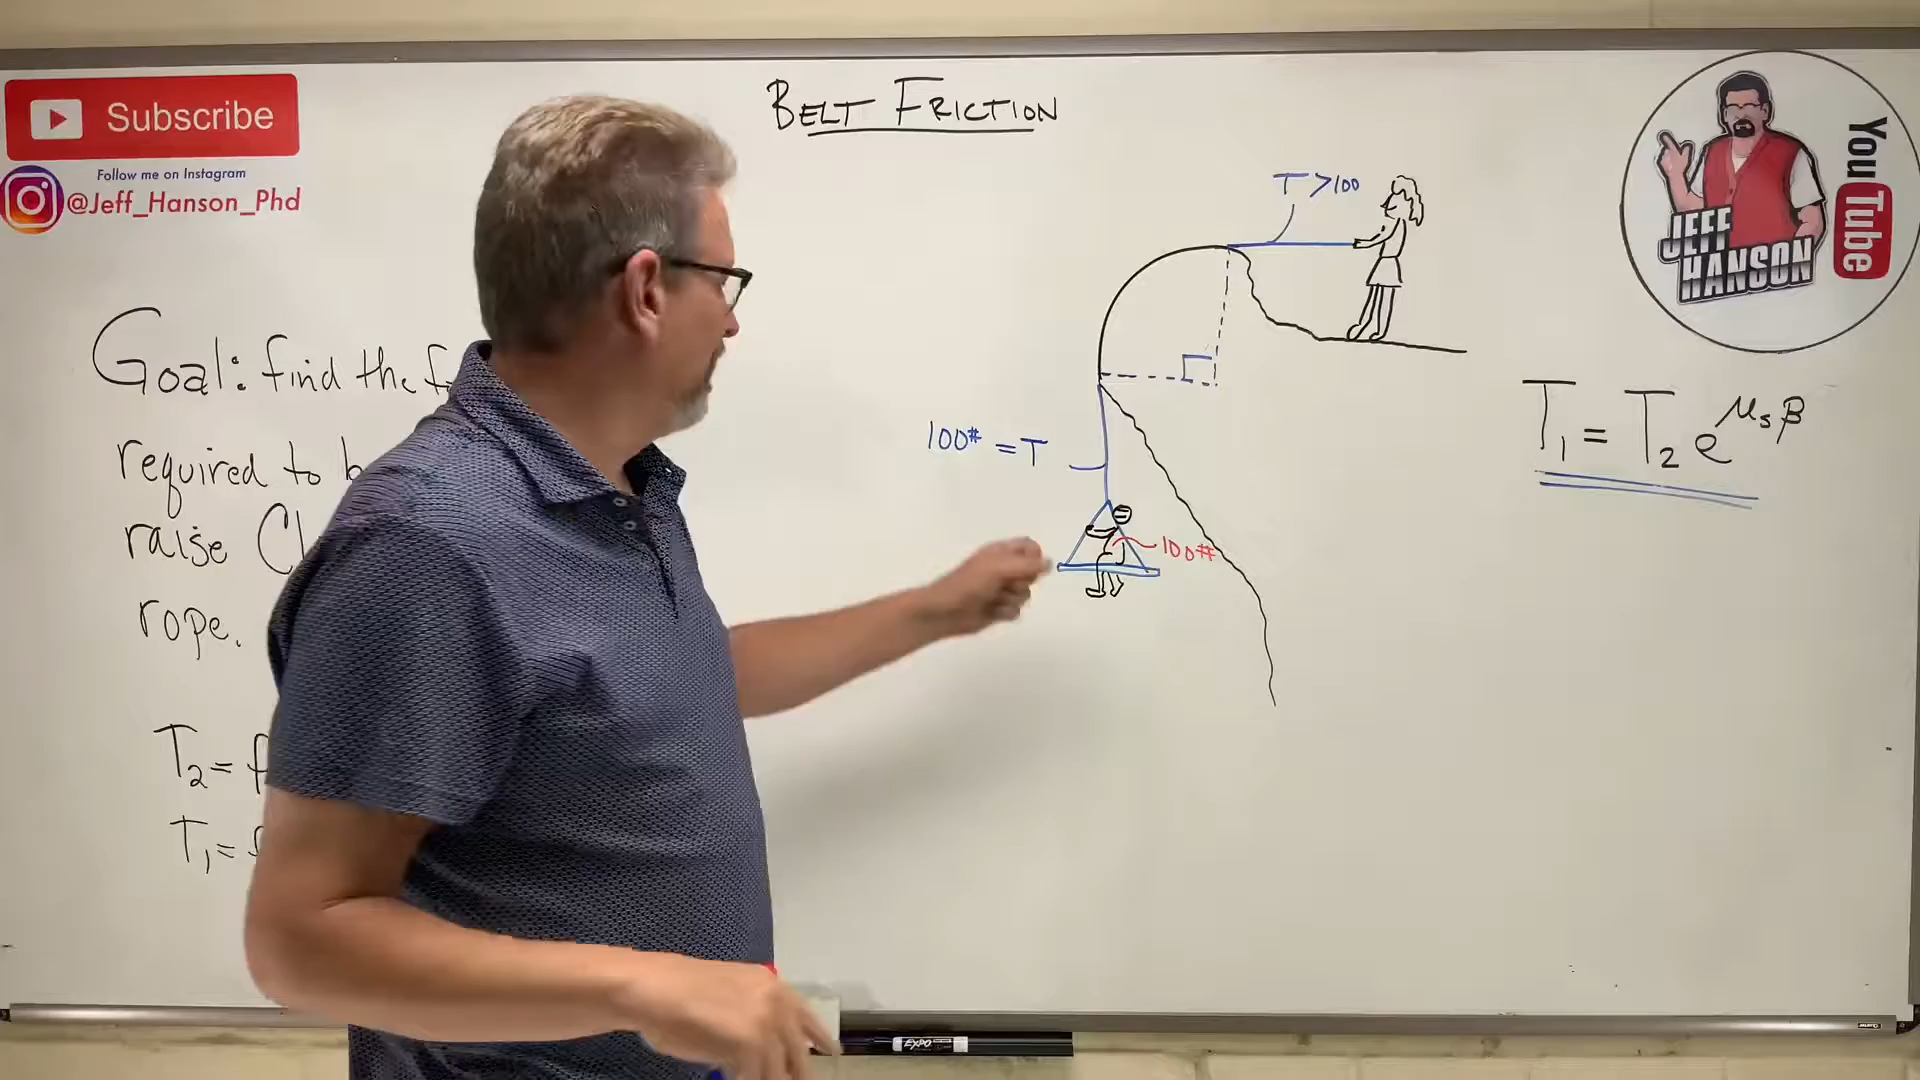 BELT FRICTION
Subscribe
Follow me on Instagram
@Jeff_Hanson_Phd
Goal: find the
required to
raise
rope.
T2 =
T1 =
T >100
100# = T
100#
T1 = T2 e^μsβ
JEFF
HANSON
YouTube
EXPO